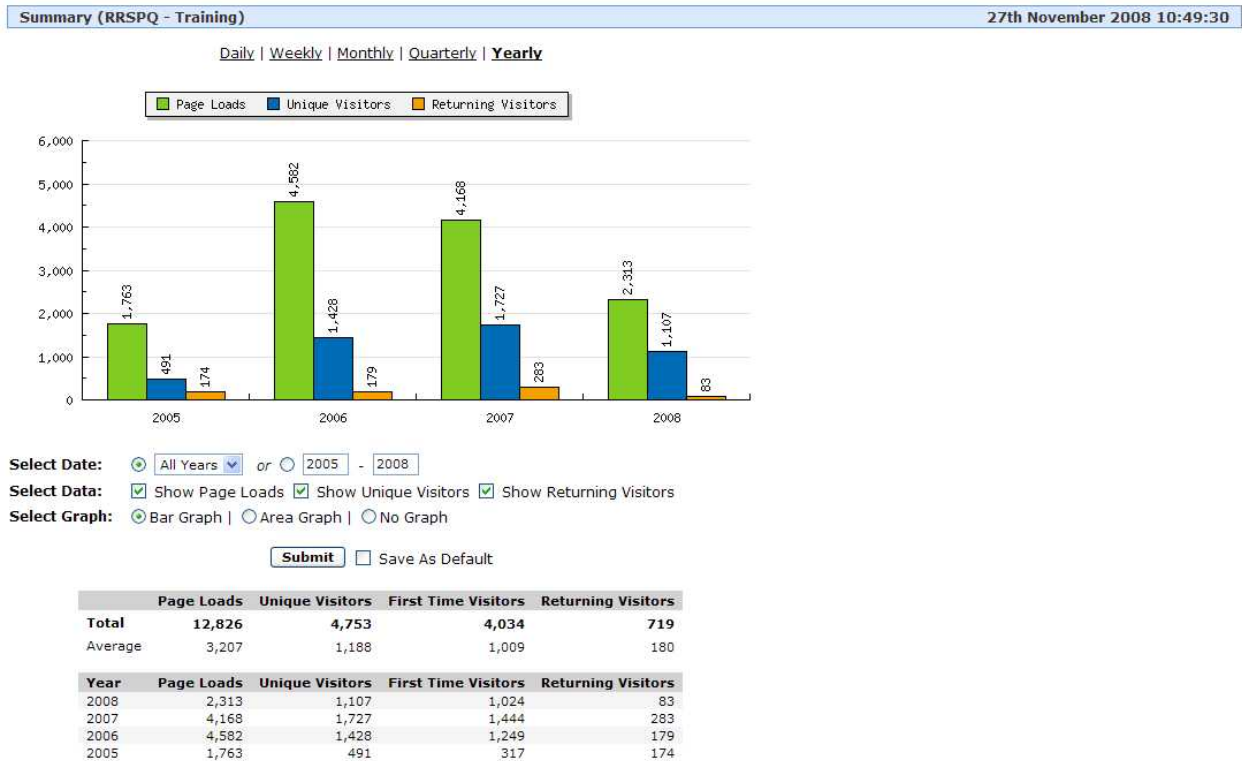 Summary (RRSPQ - Training) 27th November 2008 10:49:30
Daily | Weekly | Monthly | Quarterly | Yearly
Page Loads Unique Visitors Returning Visitors
6,000
5,000
4,000
3,000
2,000
1,000
0
1,763
491
174
4,582
1,428
179
4,168
1,727
283
2,313
1,107
83
2005 2006 2007 2008
Select Date: All Years or 2005 - 2008
Select Data: Show Page Loads Show Unique Visitors Show Returning Visitors
Select Graph: Bar Graph | Area Graph | No Graph
Submit Save As Default
Page Loads Unique Visitors First Time Visitors Returning Visitors
Total 12,826 4,753 4,034 719
Average 3,207 1,188 1,009 180
Year Page Loads Unique Visitors First Time Visitors Returning Visitors
2008 2,313 1,107 1,024 83
2007 4,168 1,727 1,444 283
2006 4,582 1,428 1,249 179
2005 1,763 491 317 174